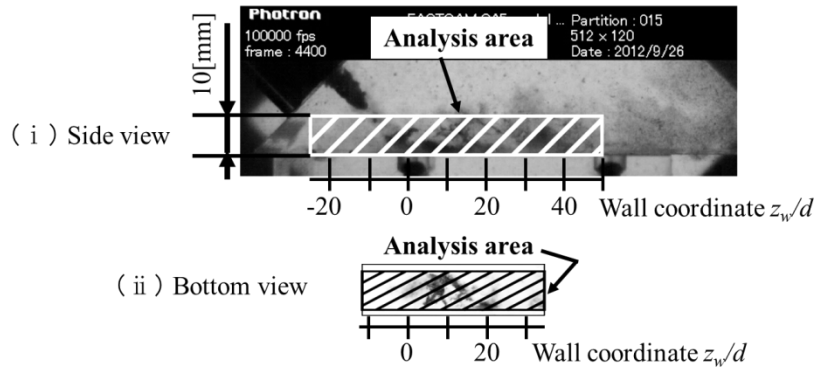 Photron
100000 fps
frame : 4400
... Partition : 015
512 x 120
Date : 2012/9/26
Analysis area
10[mm]
(ⅰ) Side view
-20 0 20 40 Wall coordinate z_w/d
Analysis area
(ⅱ) Bottom view
0 20 Wall coordinate z_w/d